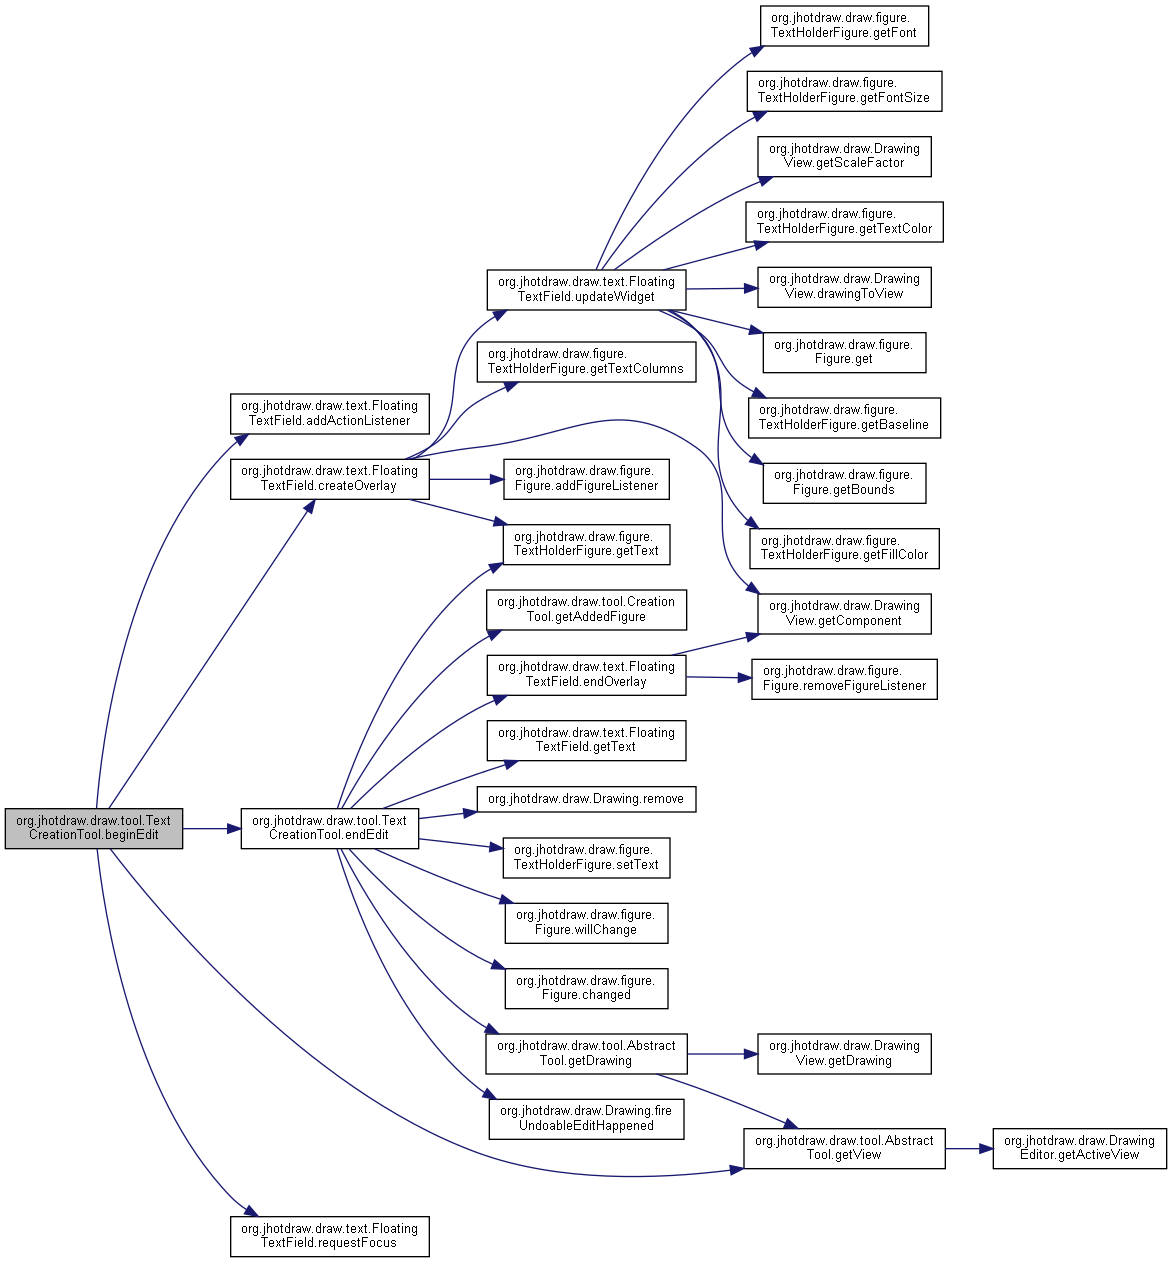 org.jhotdraw.draw.figure.
TextHolderFigure.getFont
org.jhotdraw.draw.figure.
TextHolderFigure.getFontSize
org.jhotdraw.draw.Drawing
View.getScaleFactor
org.jhotdraw.draw.figure.
TextHolderFigure.getTextColor
org.jhotdraw.draw.text.Floating
TextField.updateWidget
org.jhotdraw.draw.Drawing
View.drawingToView
org.jhotdraw.draw.figure.
Figure.get
org.jhotdraw.draw.figure.
TextHolderFigure.getTextColumns
org.jhotdraw.draw.text.Floating
TextField.addActionListener
org.jhotdraw.draw.figure.
TextHolderFigure.getBaseline
org.jhotdraw.draw.text.Floating
TextField.createOverlay
org.jhotdraw.draw.figure.
Figure.addFigureListener
org.jhotdraw.draw.figure.
Figure.getBounds
org.jhotdraw.draw.figure.
TextHolderFigure.getText
org.jhotdraw.draw.figure.
TextHolderFigure.getFillColor
org.jhotdraw.draw.tool.Creation
Tool.getAddedFigure
org.jhotdraw.draw.Drawing
View.getComponent
org.jhotdraw.draw.text.Floating
TextField.endOverlay
org.jhotdraw.draw.figure.
Figure.removeFigureListener
org.jhotdraw.draw.text.Floating
TextField.getText
org.jhotdraw.draw.Drawing.remove
org.jhotdraw.draw.tool.Text
CreationTool.beginEdit
org.jhotdraw.draw.tool.Text
CreationTool.endEdit
org.jhotdraw.draw.figure.
TextHolderFigure.setText
org.jhotdraw.draw.figure.
Figure.willChange
org.jhotdraw.draw.figure.
Figure.changed
org.jhotdraw.draw.tool.Abstract
Tool.getDrawing
org.jhotdraw.draw.Drawing
View.getDrawing
org.jhotdraw.draw.Drawing.fire
UndoableEditHappened
org.jhotdraw.draw.tool.Abstract
Tool.getView
org.jhotdraw.draw.Drawing
Editor.getActiveView
org.jhotdraw.draw.text.Floating
TextField.requestFocus